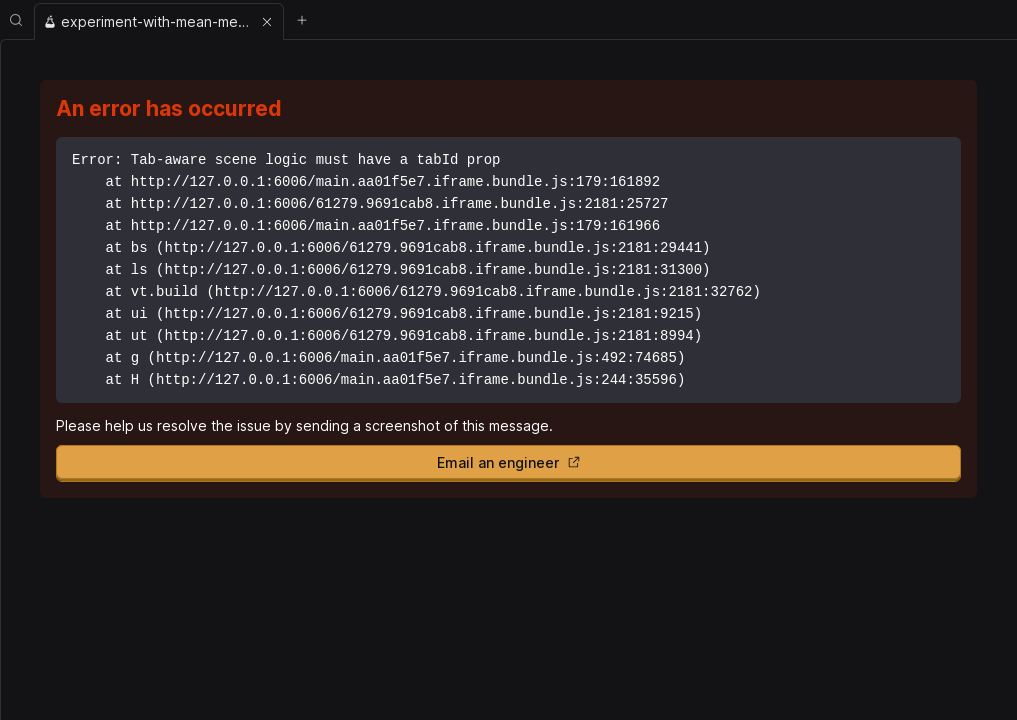 experiment-with-mean-me...
An error has occurred
Error: Tab-aware scene logic must have a tabId prop
at http://127.0.0.1:6006/main.aa01f5e7.iframe.bundle.js:179:161892
at http://127.0.0.1:6006/61279.9691cab8.iframe.bundle.js:2181:25727
at http://127.0.0.1:6006/main.aa01f5e7.iframe.bundle.js:179:161966
at bs (http://127.0.0.1:6006/61279.9691cab8.iframe.bundle.js:2181:29441)
at ls (http://127.0.0.1:6006/61279.9691cab8.iframe.bundle.js:2181:31300)
at vt.build (http://127.0.0.1:6006/61279.9691cab8.iframe.bundle.js:2181:32762)
at ui (http://127.0.0.1:6006/61279.9691cab8.iframe.bundle.js:2181:9215)
at ut (http://127.0.0.1:6006/61279.9691cab8.iframe.bundle.js:2181:8994)
at g (http://127.0.0.1:6006/main.aa01f5e7.iframe.bundle.js:492:74685)
at H (http://127.0.0.1:6006/main.aa01f5e7.iframe.bundle.js:244:35596)
Please help us resolve the issue by sending a screenshot of this message.
Email an engineer